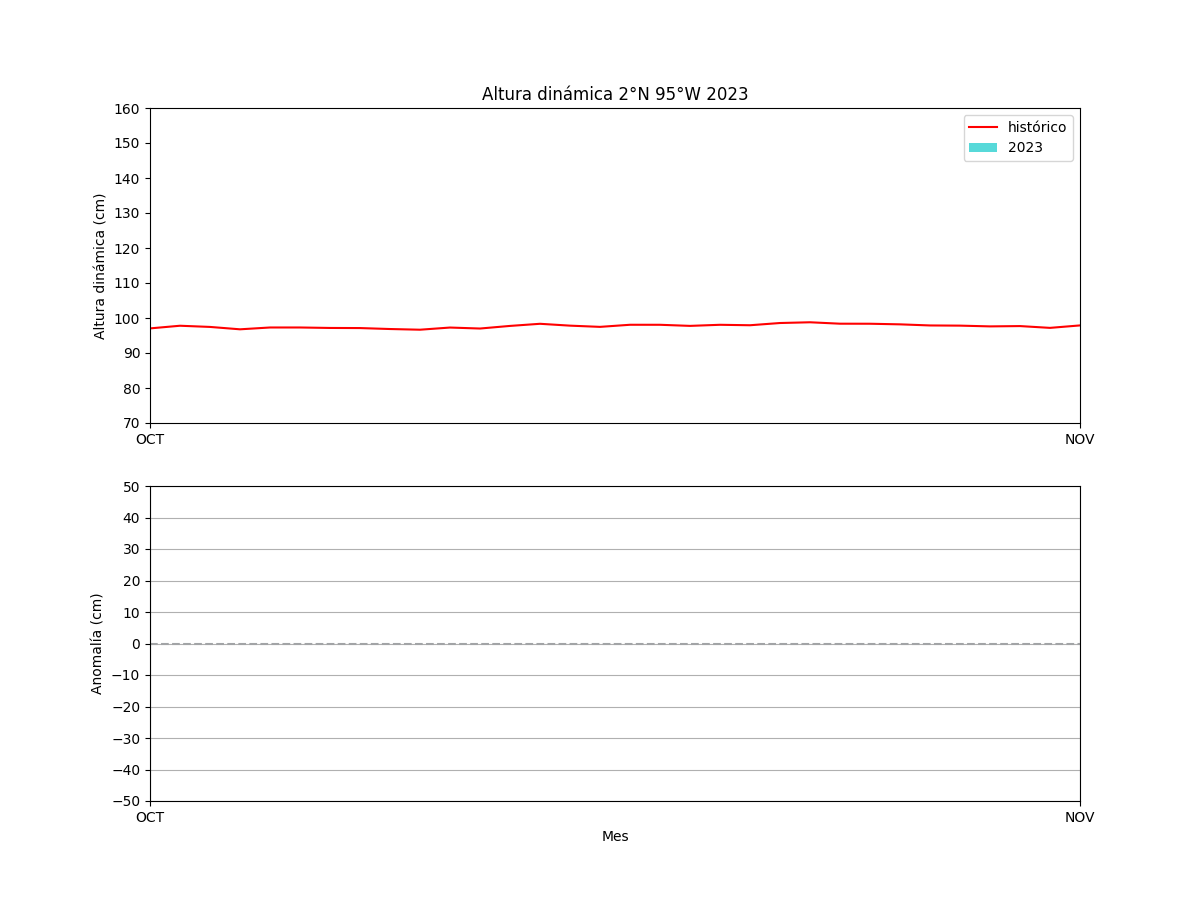 Altura dinámica 2°N 95°W 2023
160
150
140
130
120
110
100
90
80
70
Altura dinámica (cm)
histórico
2023
OCT
NOV
50
40
30
20
10
0
−10
−20
−30
−40
−50
Anomalía (cm)
OCT
NOV
Mes